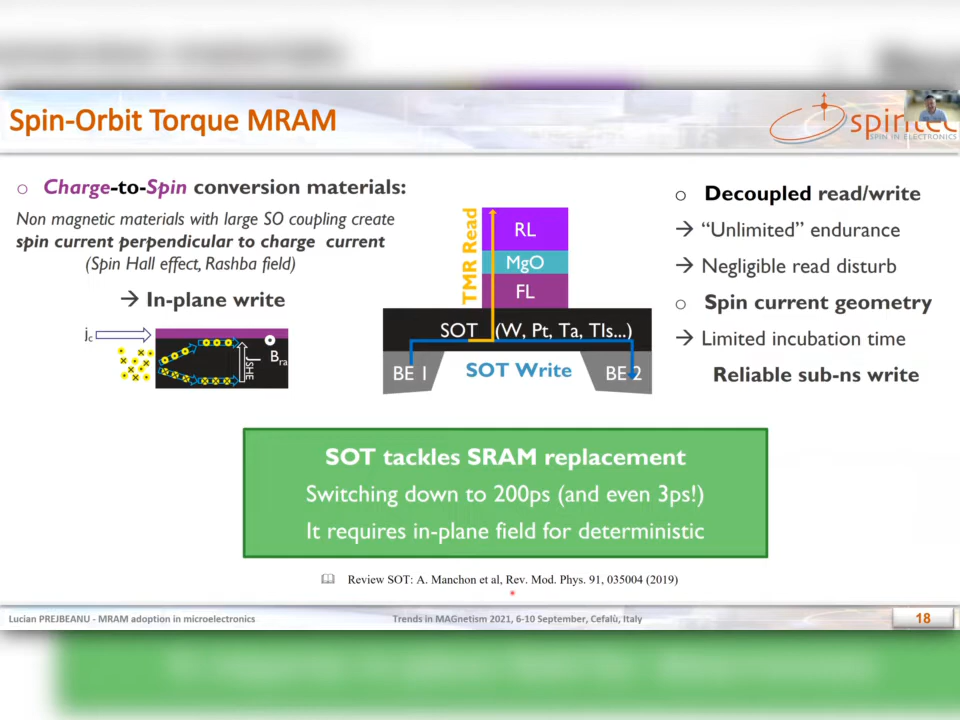 Spin-Orbit Torque MRAM
spintec
SPIN IN ELECTRONICS
○ Charge-to-Spin conversion materials:
Non magnetic materials with large SO coupling create
spin current perpendicular to charge current
(Spin Hall effect, Rashba field)
→ In-plane write
jc
JSHE
Bra
TMR Read
RL
MgO
FL
SOT (W, Pt, Ta, TIs...)
BE 1
SOT Write
BE 2
○ Decoupled read/write
→ “Unlimited” endurance
→ Negligible read disturb
○ Spin current geometry
→ Limited incubation time
Reliable sub-ns write
SOT tackles SRAM replacement
Switching down to 200ps (and even 3ps!)
It requires in-plane field for deterministic
Review SOT: A. Manchon et al, Rev. Mod. Phys. 91, 035004 (2019)
Lucian PREJBEANU - MRAM adoption in microelectronics
Trends in MAGnetism 2021, 6-10 September, Cefalù, Italy
18